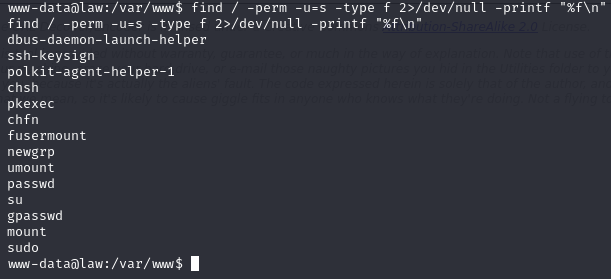 www-data@law:/var/www$ find / -perm -u=s -type f 2>/dev/null -printf "%f\n"
find / -perm -u=s -type f 2>/dev/null -printf "%f\n"
dbus-daemon-launch-helper
ssh-keysign
polkit-agent-helper-1
chsh
pkexec
chfn
fusermount
newgrp
umount
passwd
su
gpasswd
mount
sudo
www-data@law:/var/www$